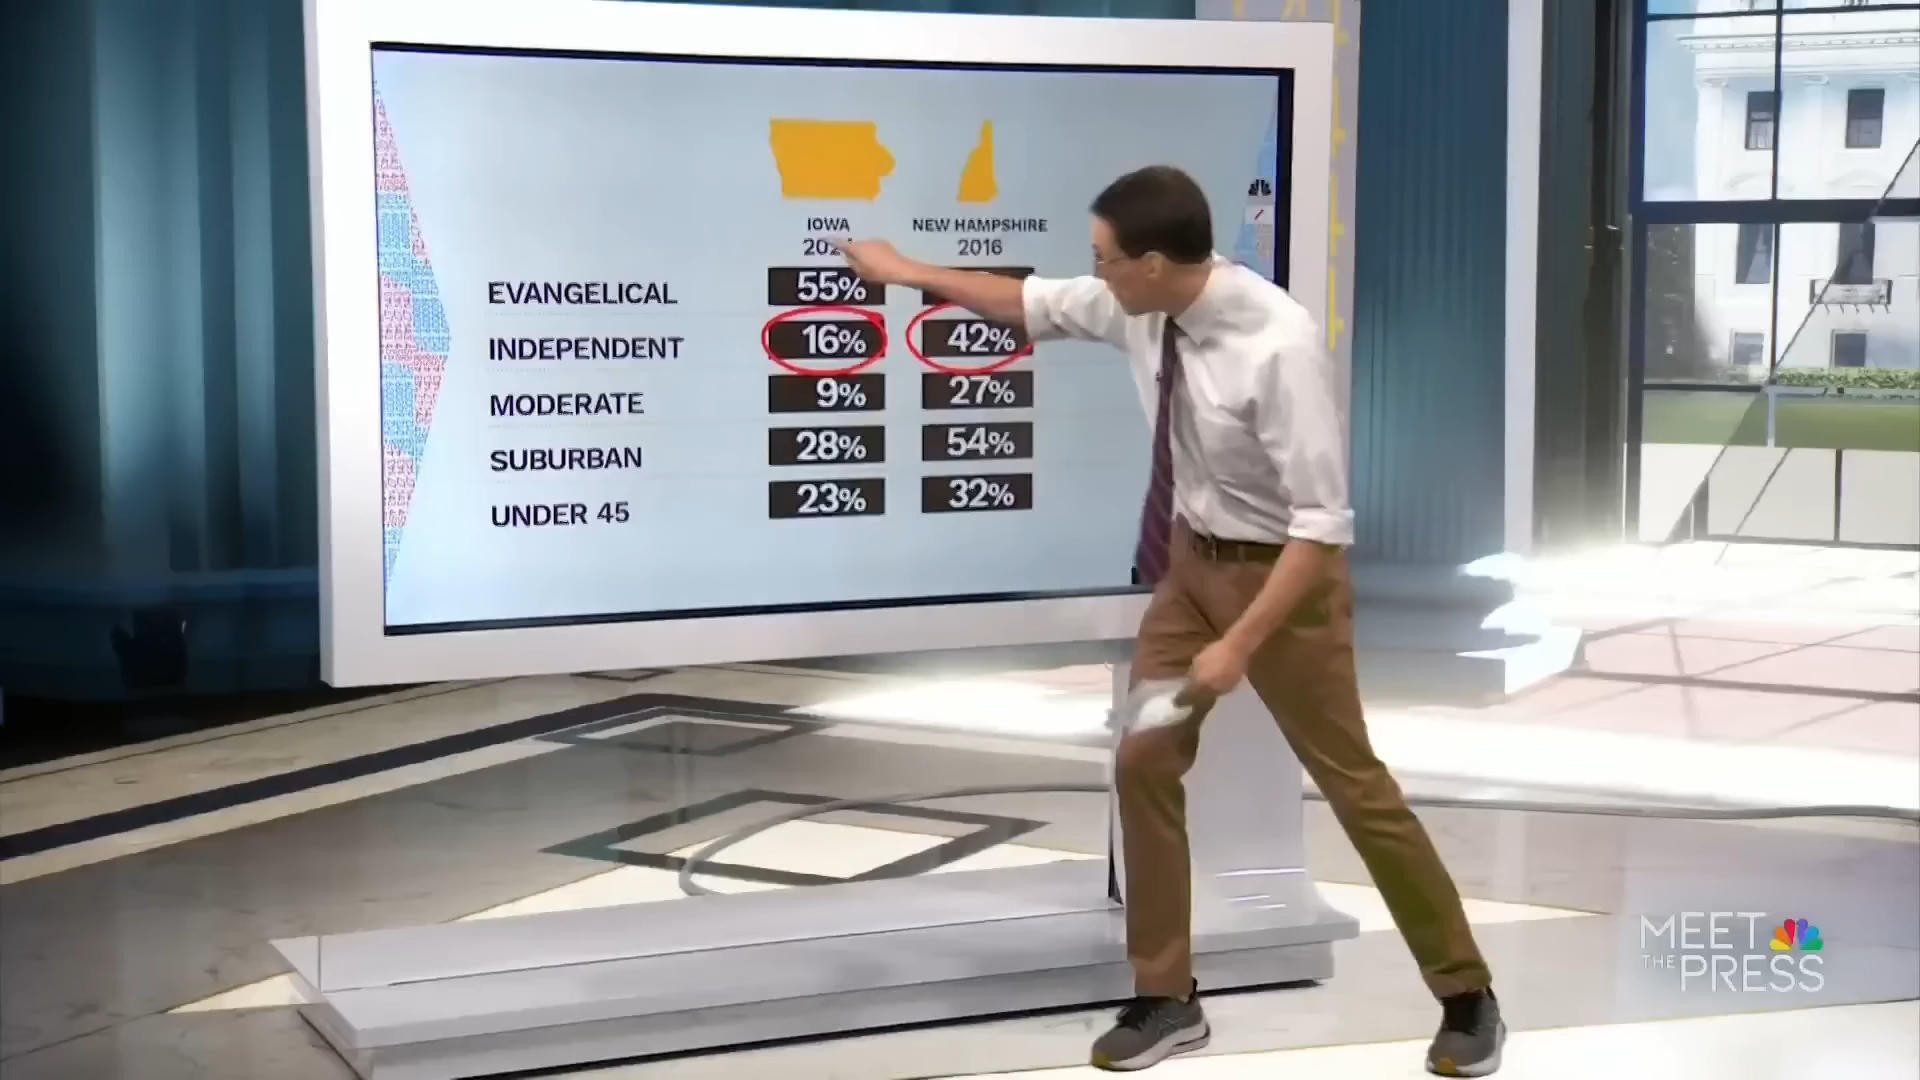 IOWA NEW HAMPSHIRE
2016
EVANGELICAL 55%
INDEPENDENT 16% 42%
MODERATE 9% 27%
SUBURBAN 28% 54%
UNDER 45 23% 32%
MEET
THE PRESS